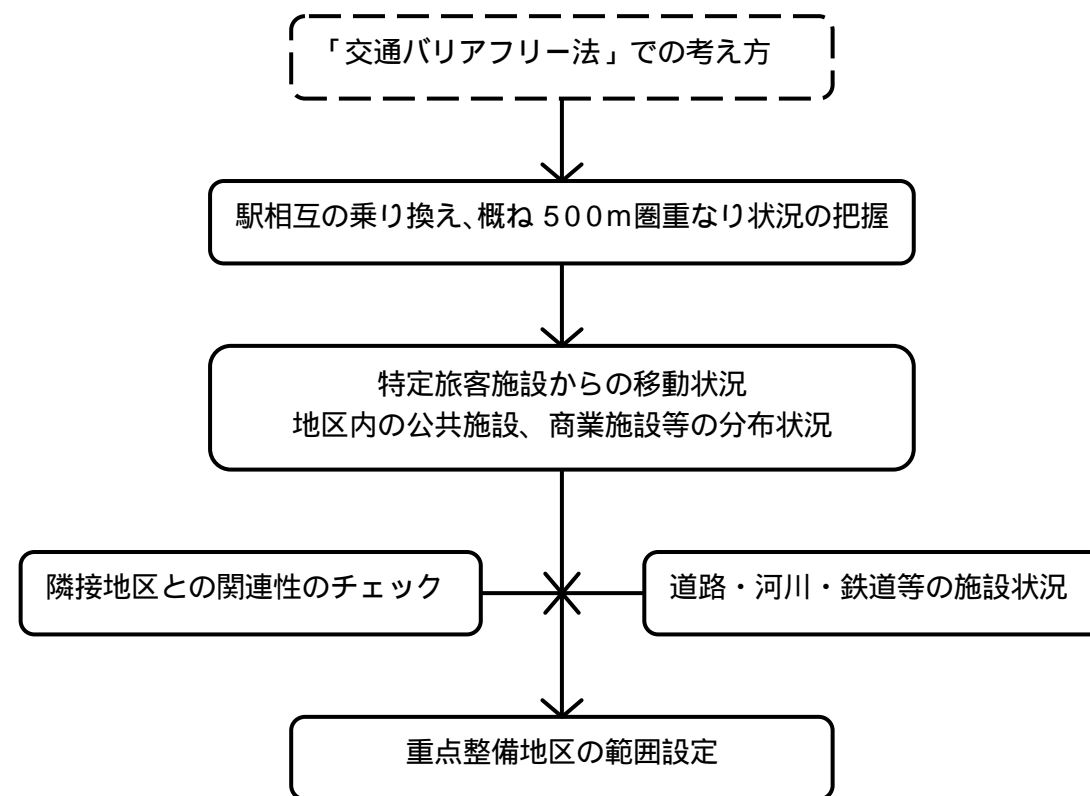 「交通バリアフリー法」での考え方
駅相互の乗り換え、概ね 500m圏重なり状況の把握
特定旅客施設からの移動状況
地区内の公共施設、商業施設等の分布状況
隣接地区との関連性のチェック
道路・河川・鉄道等の施設状況
重点整備地区の範囲設定